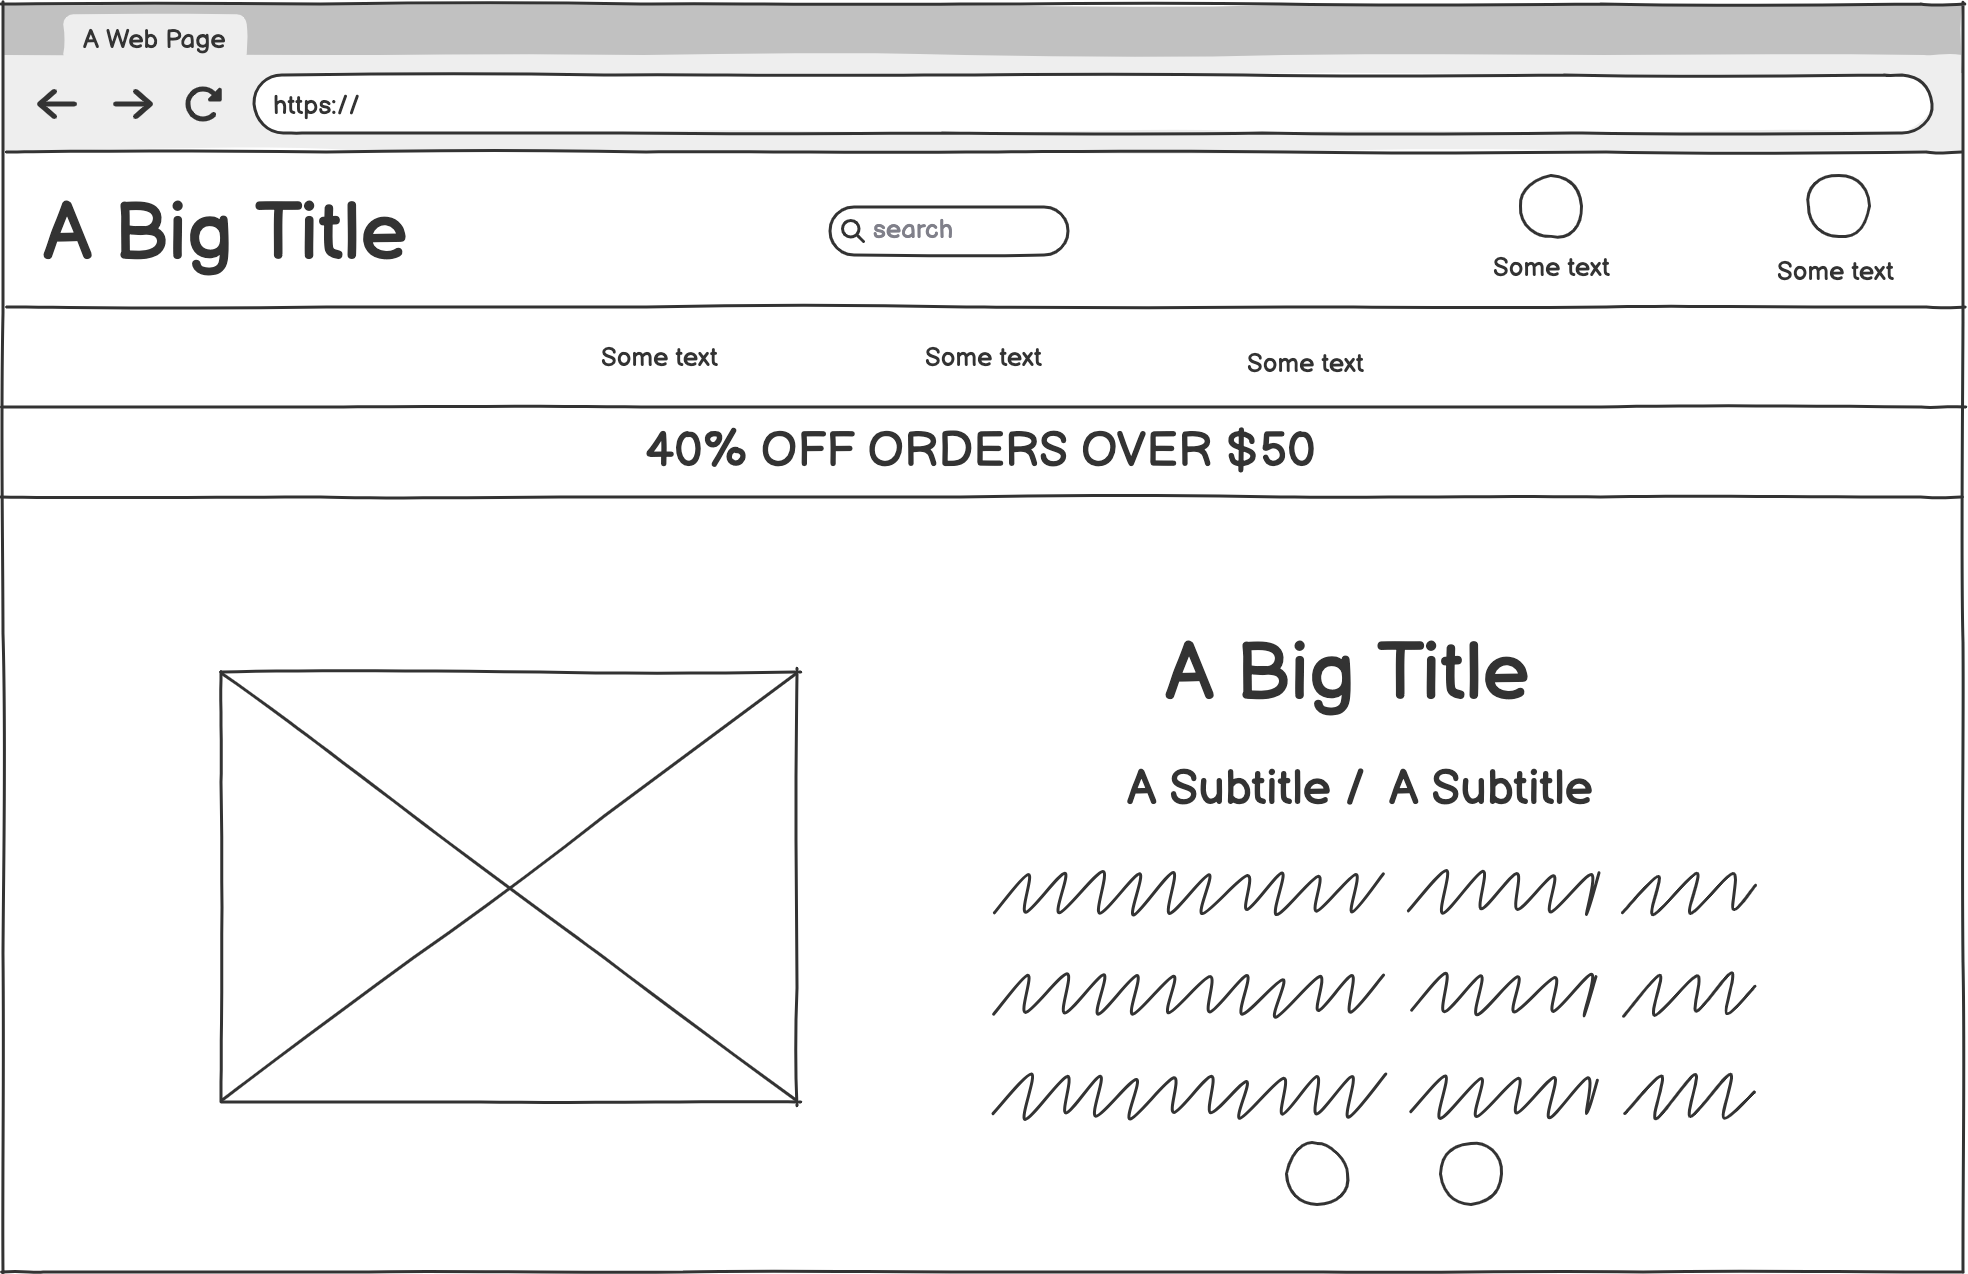 A Web Page
https://
A Big Title
search
Some text
Some text
Some text
Some text
Some text
40% OFF ORDERS OVER $50
A Big Title
A Subtitle / A Subtitle